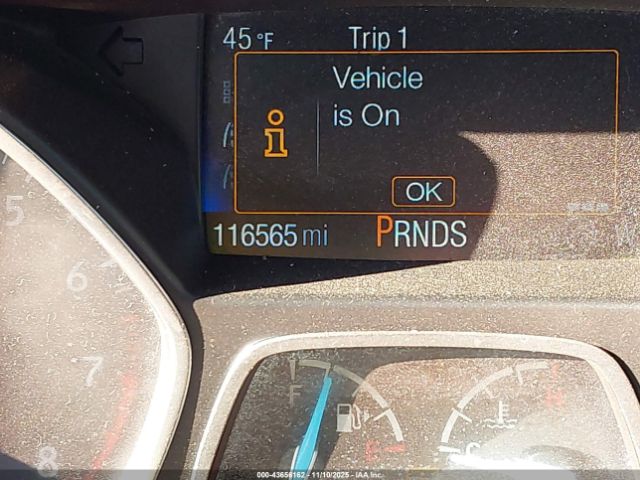 45°F Trip 1
Vehicle
is On
OK
116565 mi PRNDS
5
6
7
8
F
E
H
C
000-43656162 - 11/10/2025 - IAA Inc.